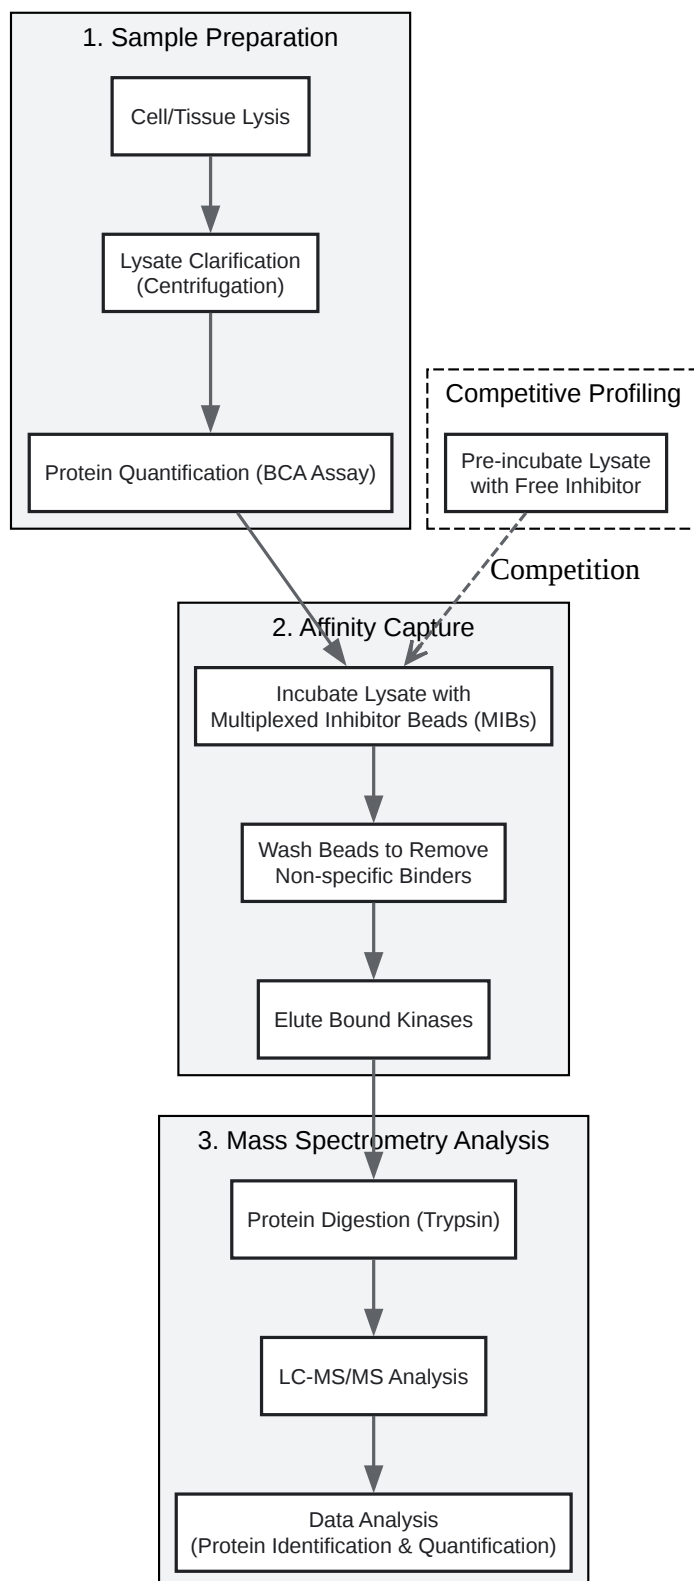 1. Sample Preparation
Cell/Tissue Lysis
Lysate Clarification
(Centrifugation)
Protein Quantification (BCA Assay)
Competitive Profiling
Pre-incubate Lysate
with Free Inhibitor
Competition
2. Affinity Capture
Incubate Lysate with
Multiplexed Inhibitor Beads (MIBs)
Wash Beads to Remove
Non-specific Binders
Elute Bound Kinases
3. Mass Spectrometry Analysis
Protein Digestion (Trypsin)
LC-MS/MS Analysis
Data Analysis
(Protein Identification & Quantification)